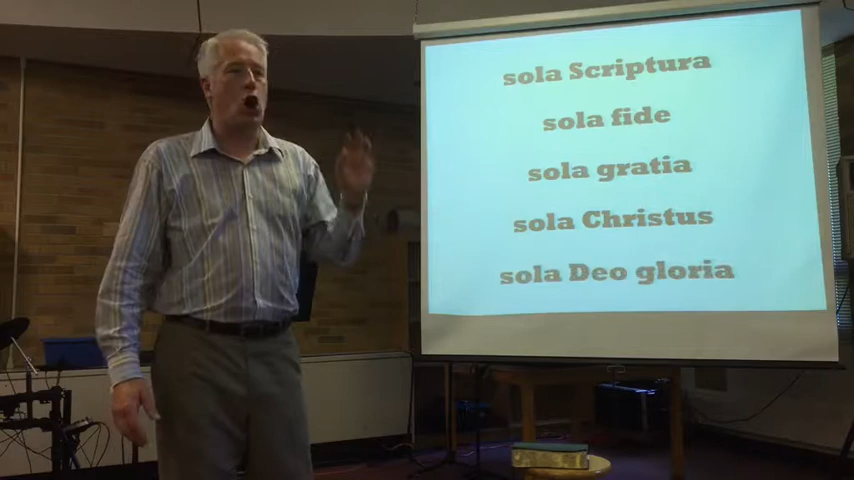 sola Scriptura
sola fide
sola gratia
sola Christus
sola Deo gloria